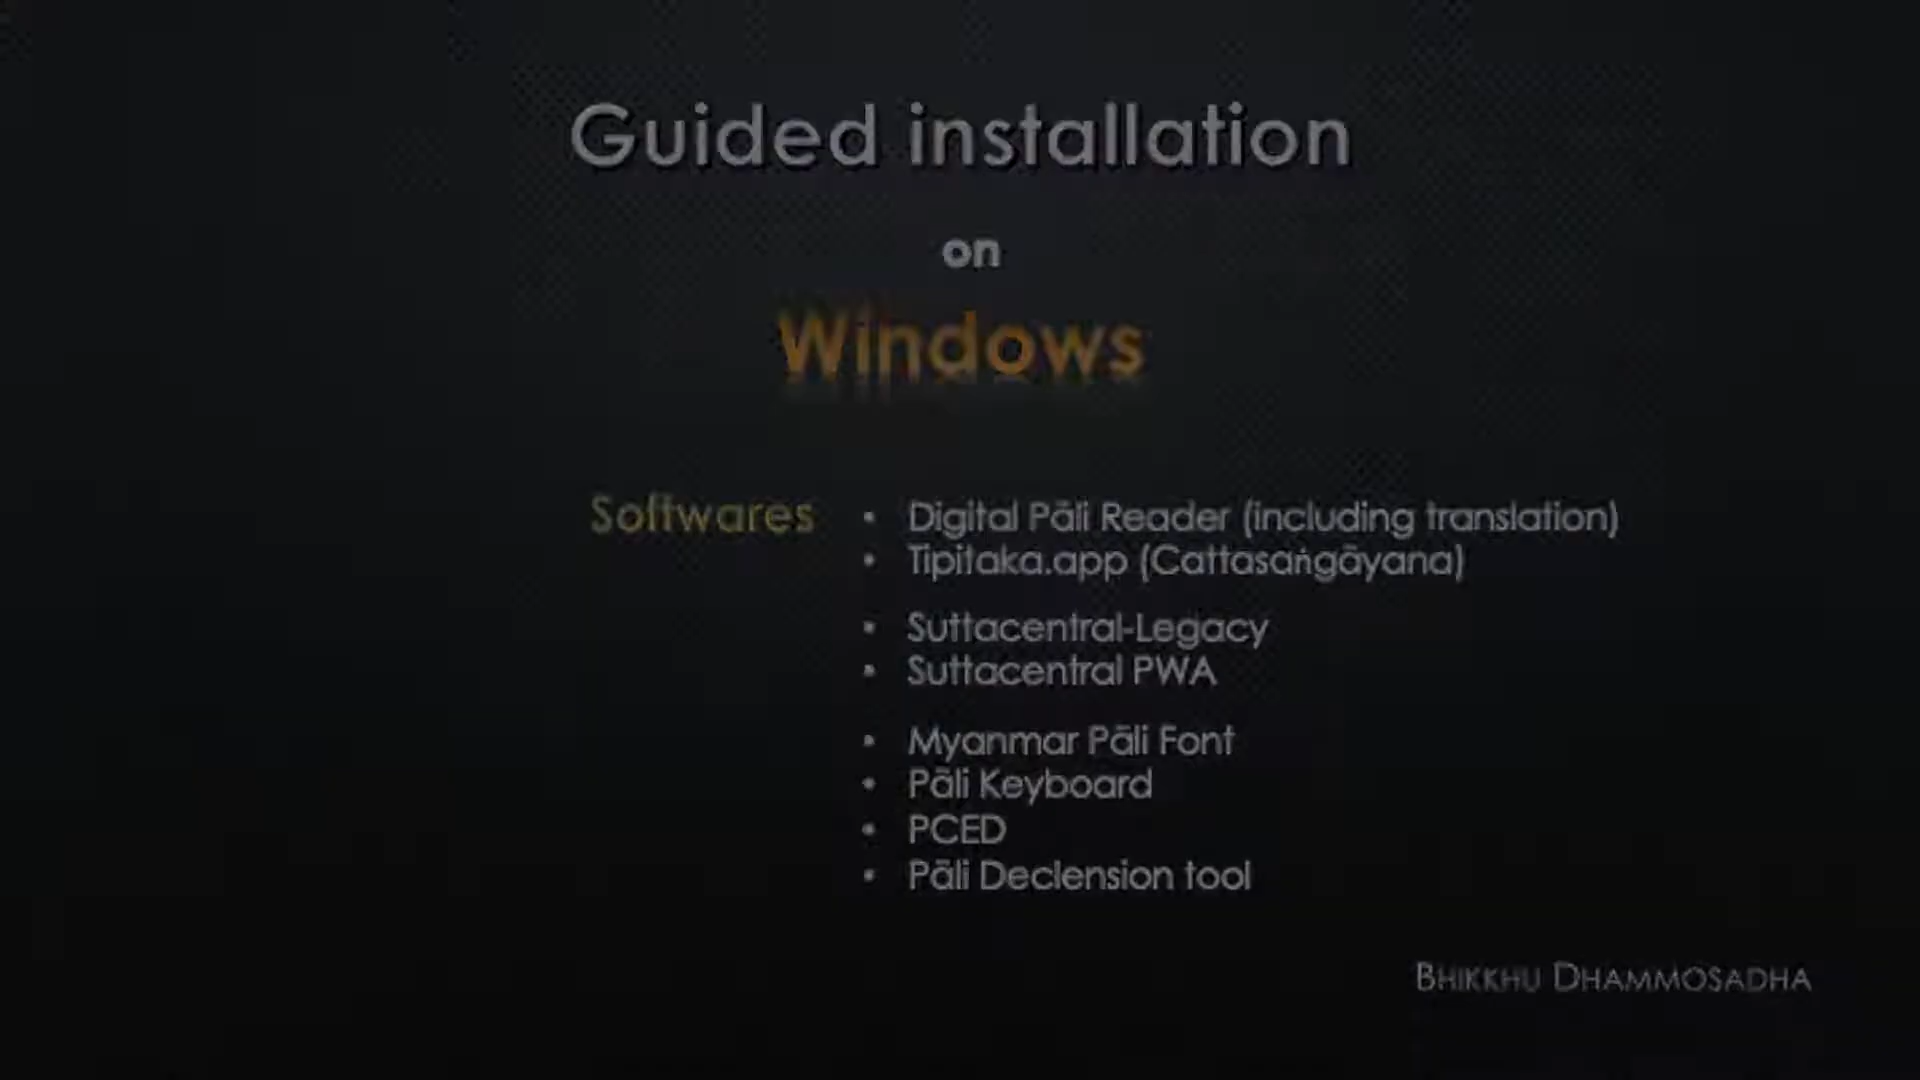 Guided installation
on
Windows
Softwares
• Digital Pāli Reader (including translation)
• Tipitaka.app (Cattasaṅgāyana)
• Suttacentral-Legacy
• Suttacentral PWA
• Myanmar Pāli Font
• Pāli Keyboard
• PCED
• Pāli Declension tool
BHIKKHU DHAMMOSADHA